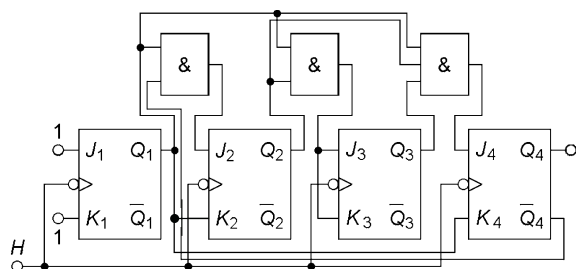 & & &
1 J1 Q1 J2 Q2 J3 Q3 J4 Q4
1 K1 Q̅1 K2 Q̅2 K3 Q̅3 K4 Q̅4
H